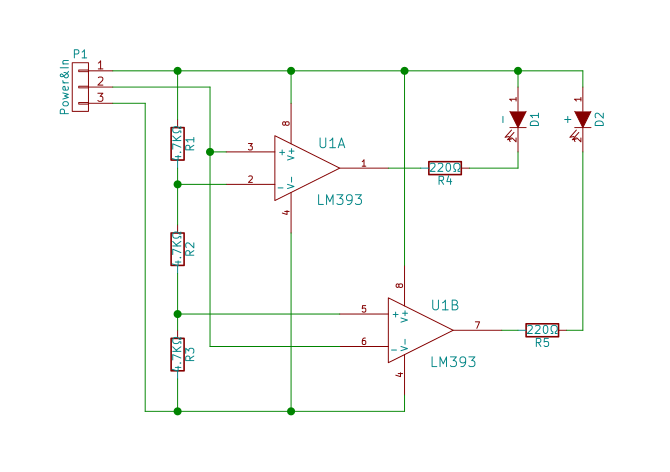 P1
Power&In
1
2
3
4.7KΩ
R1
3
2
+
-
V+
V-
8
4
U1A
LM393
1
220Ω
R4
1
2
-
D1
1
2
+
D2
4.7KΩ
R2
4.7KΩ
R3
5
6
+
-
V+
V-
8
4
U1B
LM393
7
220Ω
R5